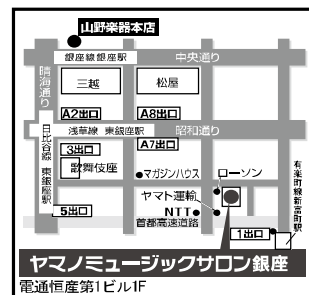 山野楽器本店
銀座線銀座駅
中央通り
晴海通り
三越
松屋
A2出口
A8出口
浅草線 東銀座駅
昭和通り
日比谷線 東銀座駅
3出口
A7出口
歌舞伎座
マガジンハウス
ローソン
ヤマト運輸
有楽町線新富町駅
NTT
5出口
首都高速道路
1出口
ヤマノミュージックサロン銀座
電通恒産第1ビル1F